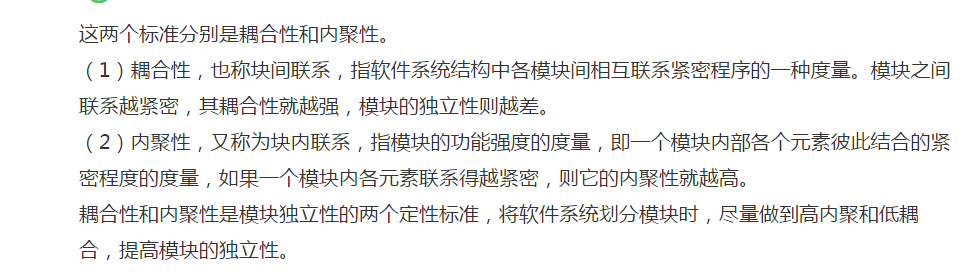 这两个标准分别是耦合性和内聚性。
（1）耦合性，也称块间联系，指软件系统结构中各模块间相互联系紧密程序的一种度量。模块之间
联系越紧密，其耦合性就越强，模块的独立性则越差。
（2）内聚性，又称为块内联系，指模块的功能强度的度量，即一个模块内部各个元素彼此结合的紧
密程度的度量，如果一个模块内各元素联系得越紧密，则它的内聚性就越高。
耦合性和内聚性是模块独立性的两个定性标准，将软件系统划分模块时，尽量做到高内聚和低耦
合，提高模块的独立性。